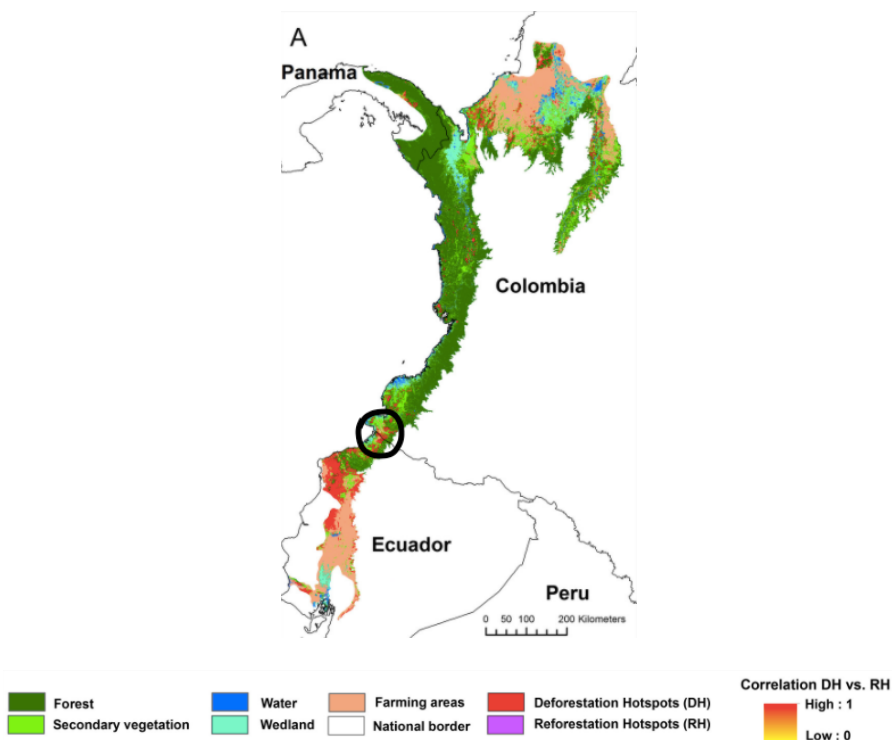 A
Panama
Colombia
Ecuador
Peru
0 50 100 200 Kilometers
Forest
Water
Farming areas
Deforestation Hotspots (DH)
Secondary vegetation
Wedland
National border
Reforestation Hotspots (RH)
Correlation DH vs. RH
High : 1
Low : 0